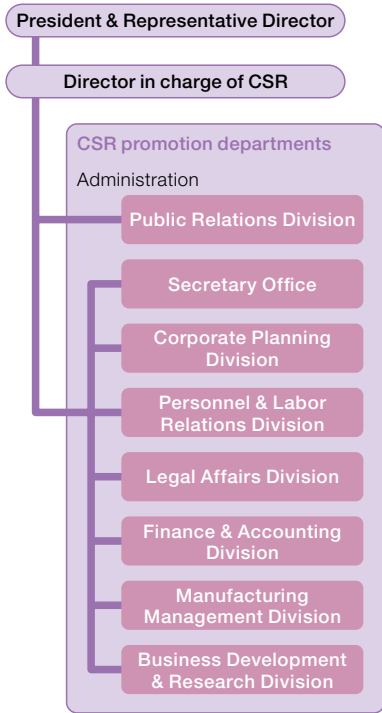 President & Representative Director
Director in charge of CSR
CSR promotion departments
Administration
Public Relations Division
Secretary Office
Corporate Planning
Division
Personnel & Labor
Relations Division
Legal Affairs Division
Finance & Accounting
Division
Manufacturing
Management Division
Business Development
& Research Division